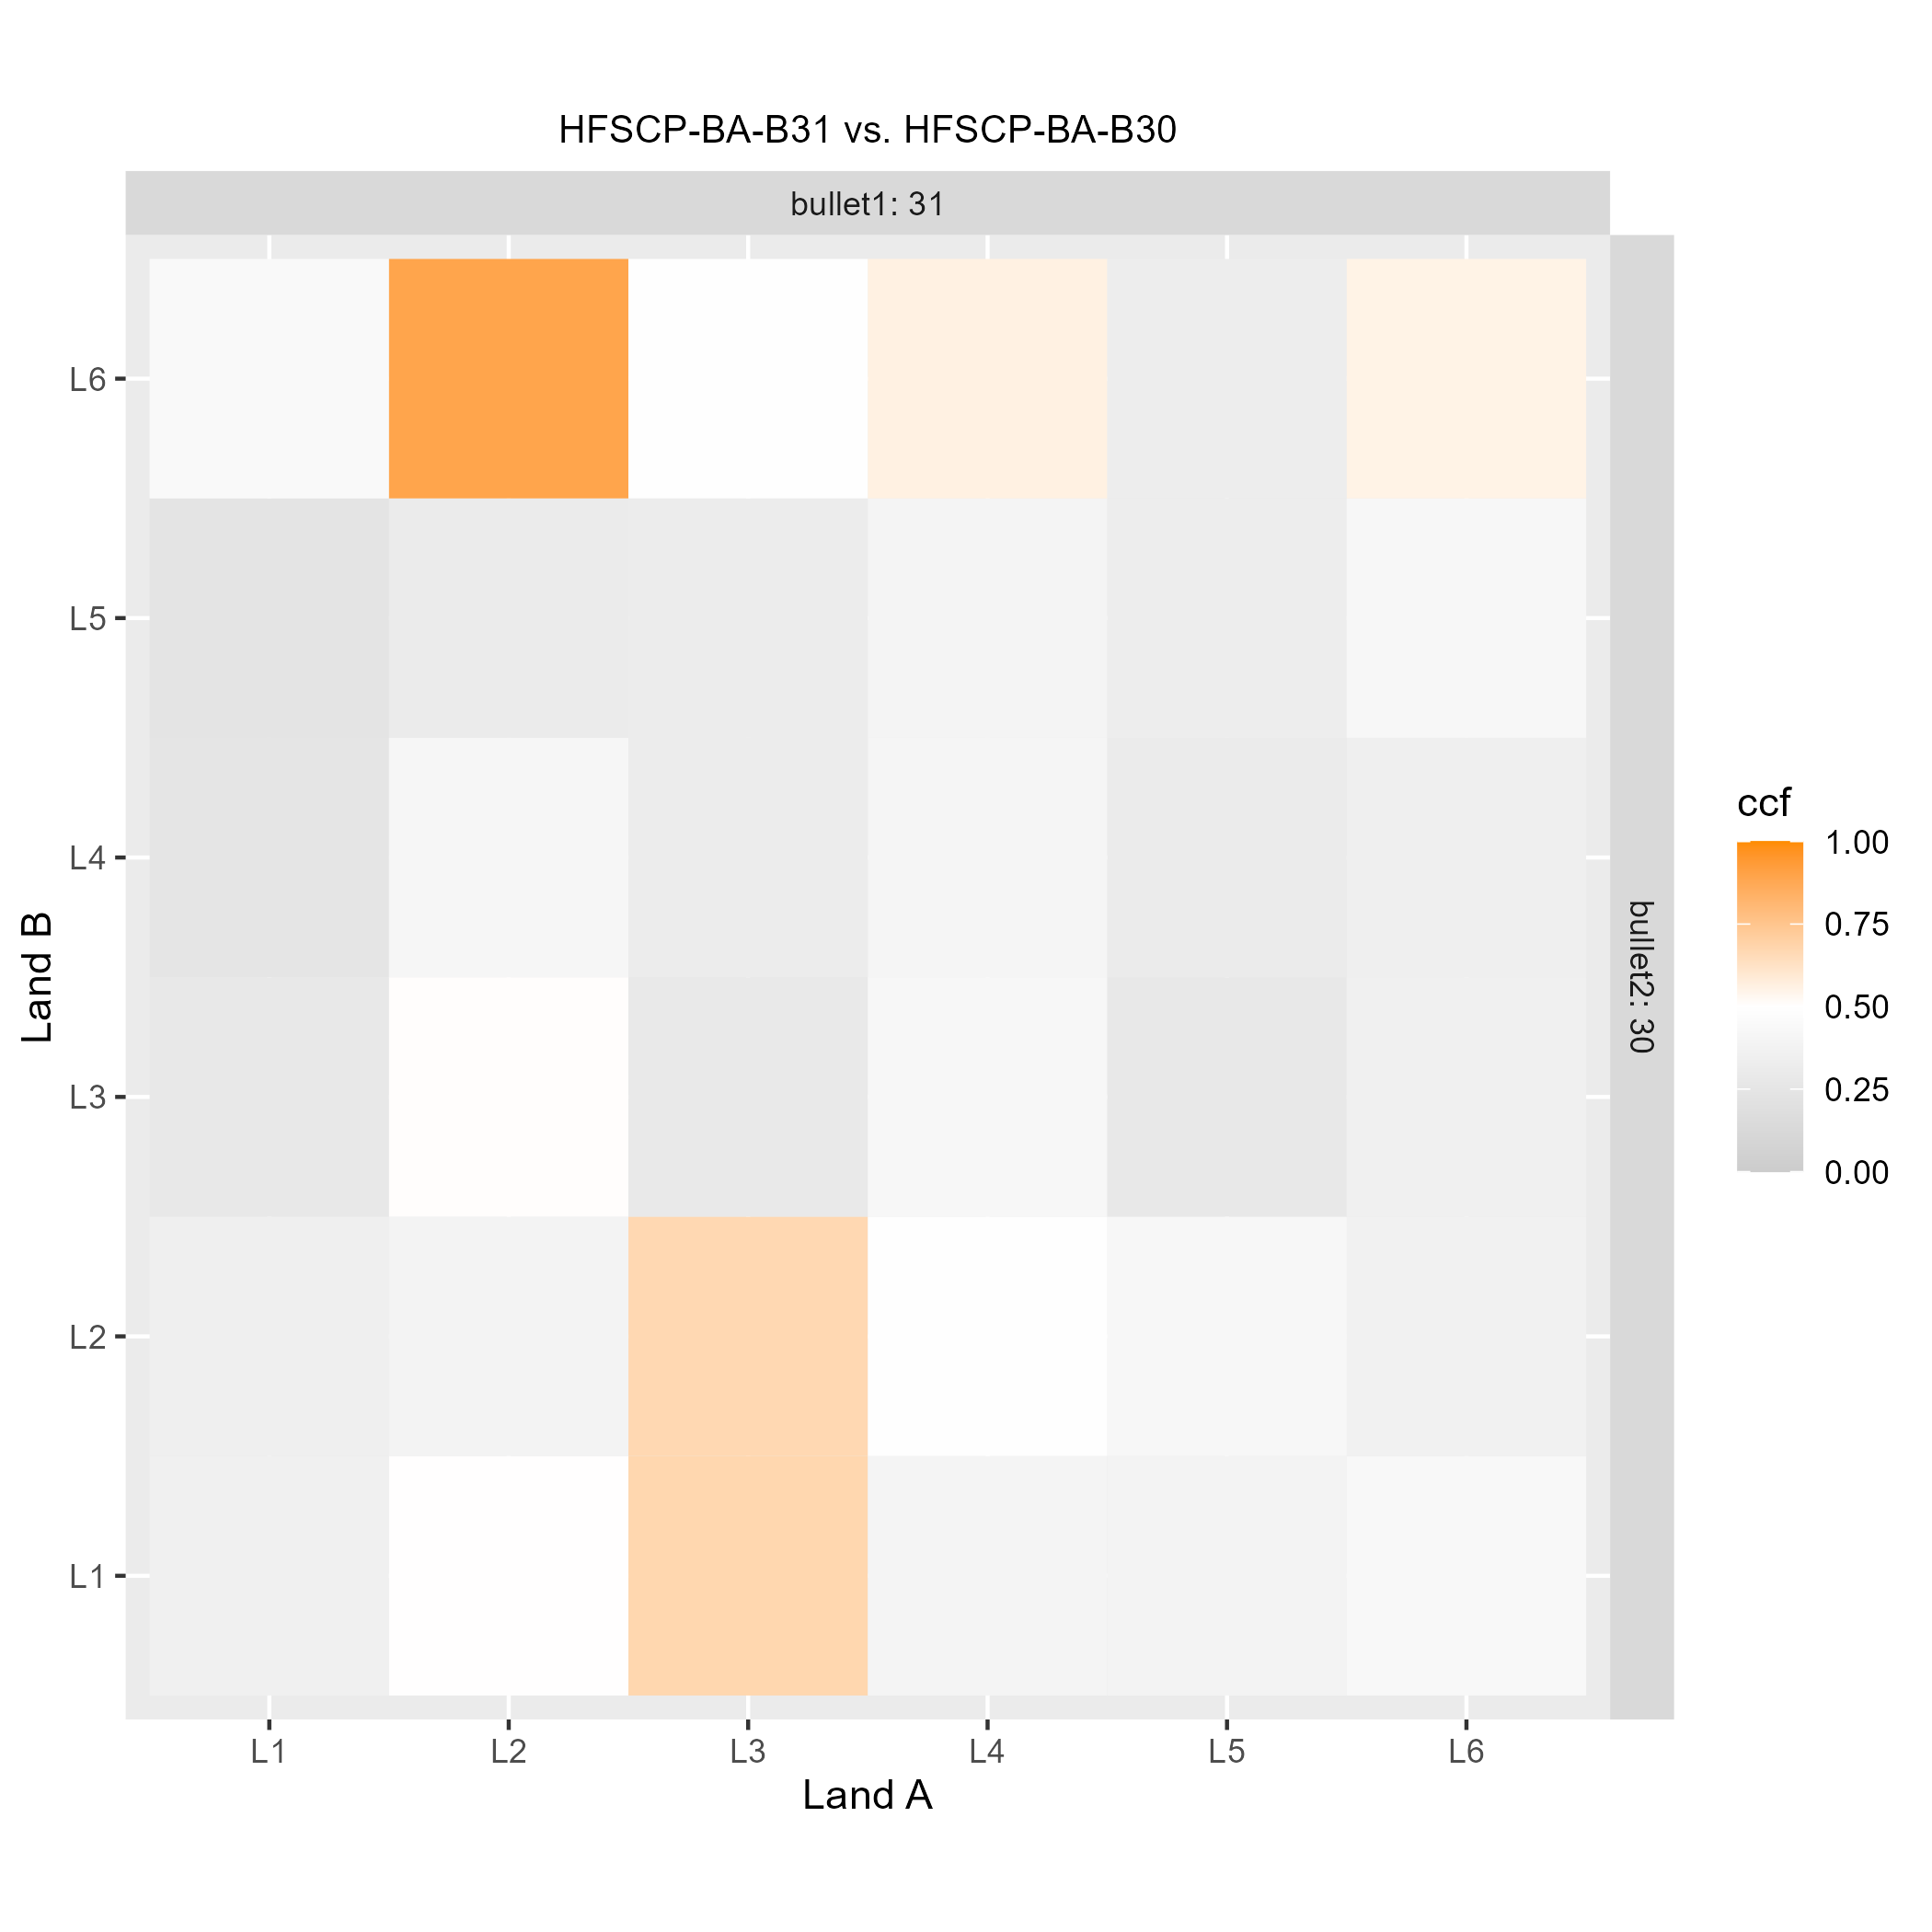 HFSCP-BA-B31 vs. HFSCP-BA-B30
bullet1: 31
L6
L5
L4
L3
L2
L1
Land B
bullet2: 30
L1
L2
L3
L4
L5
L6
Land A
ccf
1.00
0.75
0.50
0.25
0.00